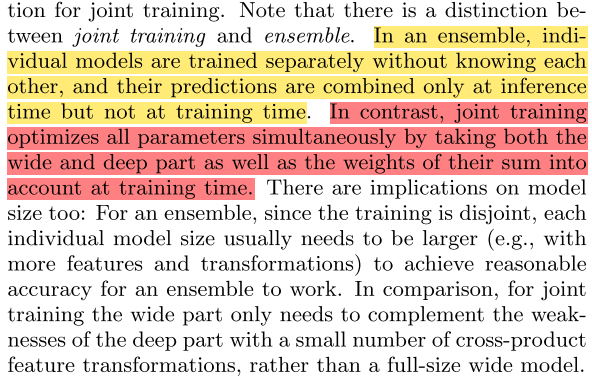 tion for joint training. Note that there is a distinction be-
tween joint training and ensemble. In an ensemble, indi-
vidual models are trained separately without knowing each
other, and their predictions are combined only at inference
time but not at training time. In contrast, joint training
optimizes all parameters simultaneously by taking both the
wide and deep part as well as the weights of their sum into
account at training time. There are implications on model
size too: For an ensemble, since the training is disjoint, each
individual model size usually needs to be larger (e.g., with
more features and transformations) to achieve reasonable
accuracy for an ensemble to work. In comparison, for joint
training the wide part only needs to complement the weak-
nesses of the deep part with a small number of cross-product
feature transformations, rather than a full-size wide model.